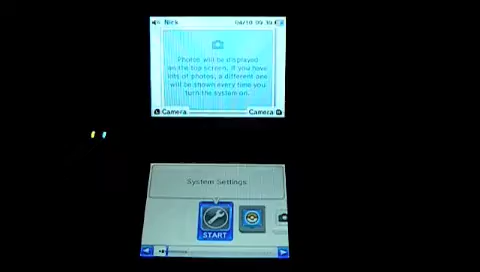 Nick 04/18 09:39
Photos will be displayed
on the top screen. If you have
lots of photos, a different one
will be shown every time you
turn the system on.
L Camera Camera R
System Settings
START